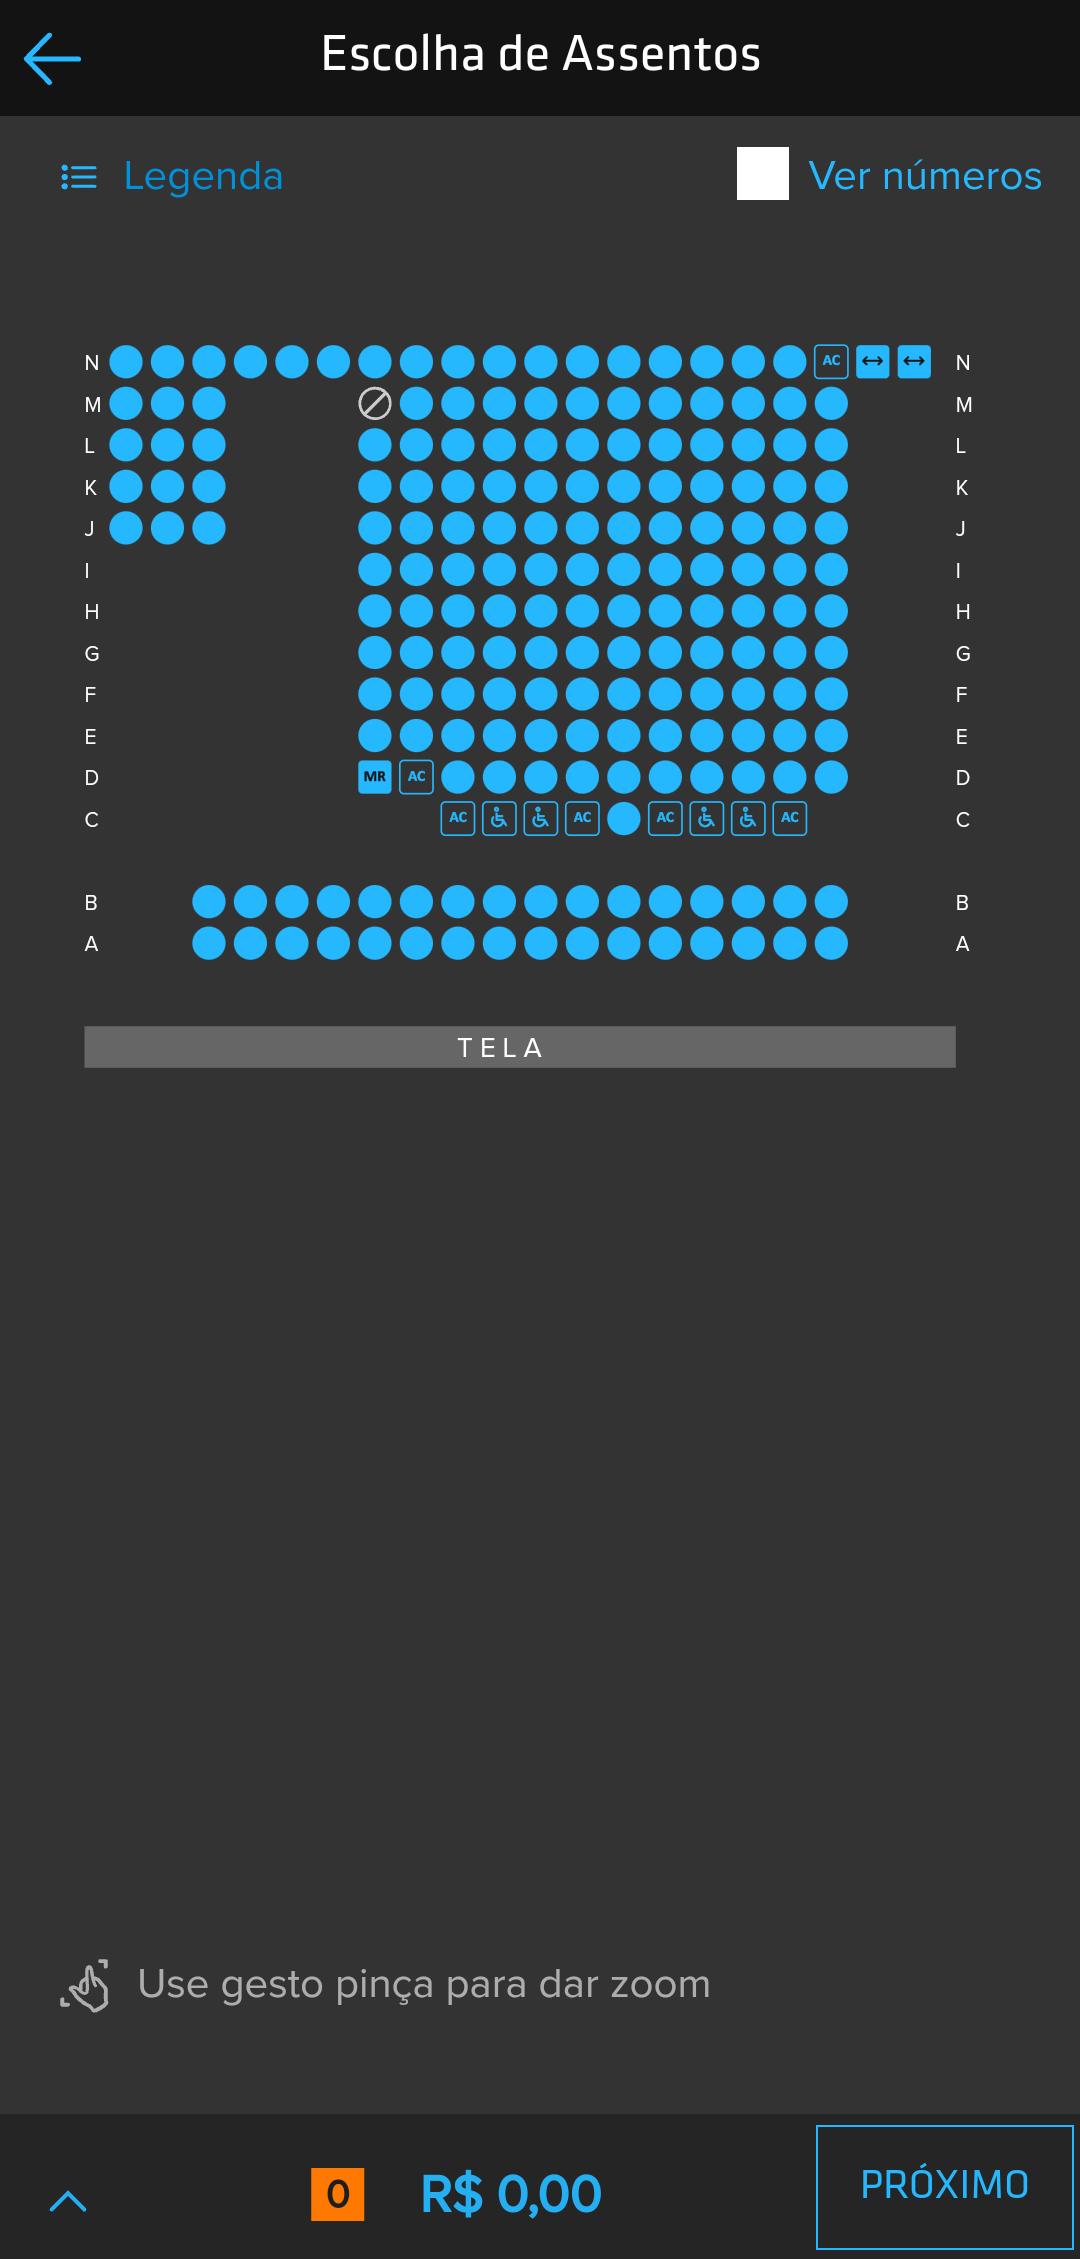 Escolha de Assentos
Legenda
Ver números
N AC N
M M
L L
K K
J J
I I
H H
G G
F F
E E
D MR AC D
C AC AC AC AC C
B B
A A
TELA
Use gesto pinça para dar zoom
0 R$ 0,00 PRÓXIMO